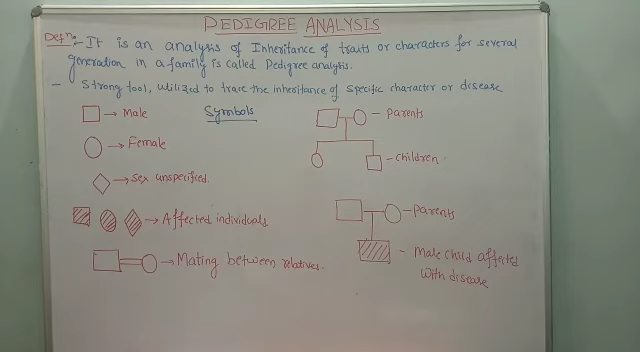 PEDIGREE ANALYSIS
Defn:- It is an analysis of Inheritance of traits or characters for several
generation in a family is called Pedigree analysis.
- Strong tool, utilized to trace the inheritance of specific character or disease
Symbols
→ Male
→ Female
→ Sex unspecified.
→ Affected individuals
→ Mating between relatives.
- Parents
- children.
- parents
- Male child affected
with disease